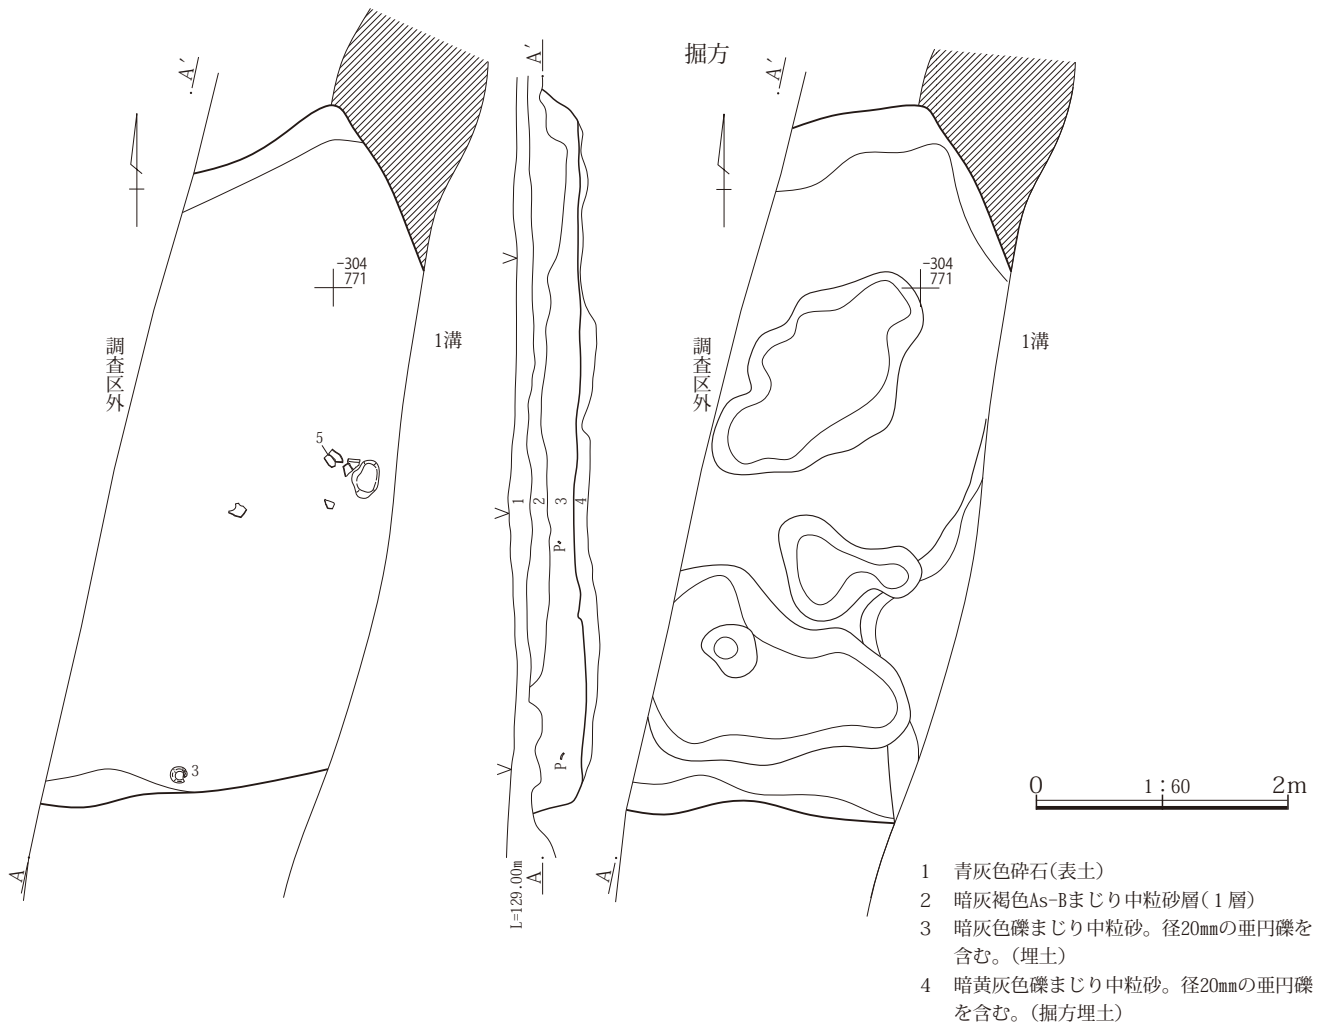 A′
A′
掘方
A′
-304
771
-304
771
調査区外
1溝
調査区外
1溝
5
1
2
3
4
P
3
P
0
1：60
2m
A
L=129.00m
A
A
1 青灰色砕石（表土）
2 暗灰褐色As-Bまじり中粒砂層（１層）
3 暗灰色礫まじり中粒砂。径20㎜の亜円礫を
含む。（埋土）
4 暗黄灰色礫まじり中粒砂。径20㎜の亜円礫
を含む。（掘方埋土）